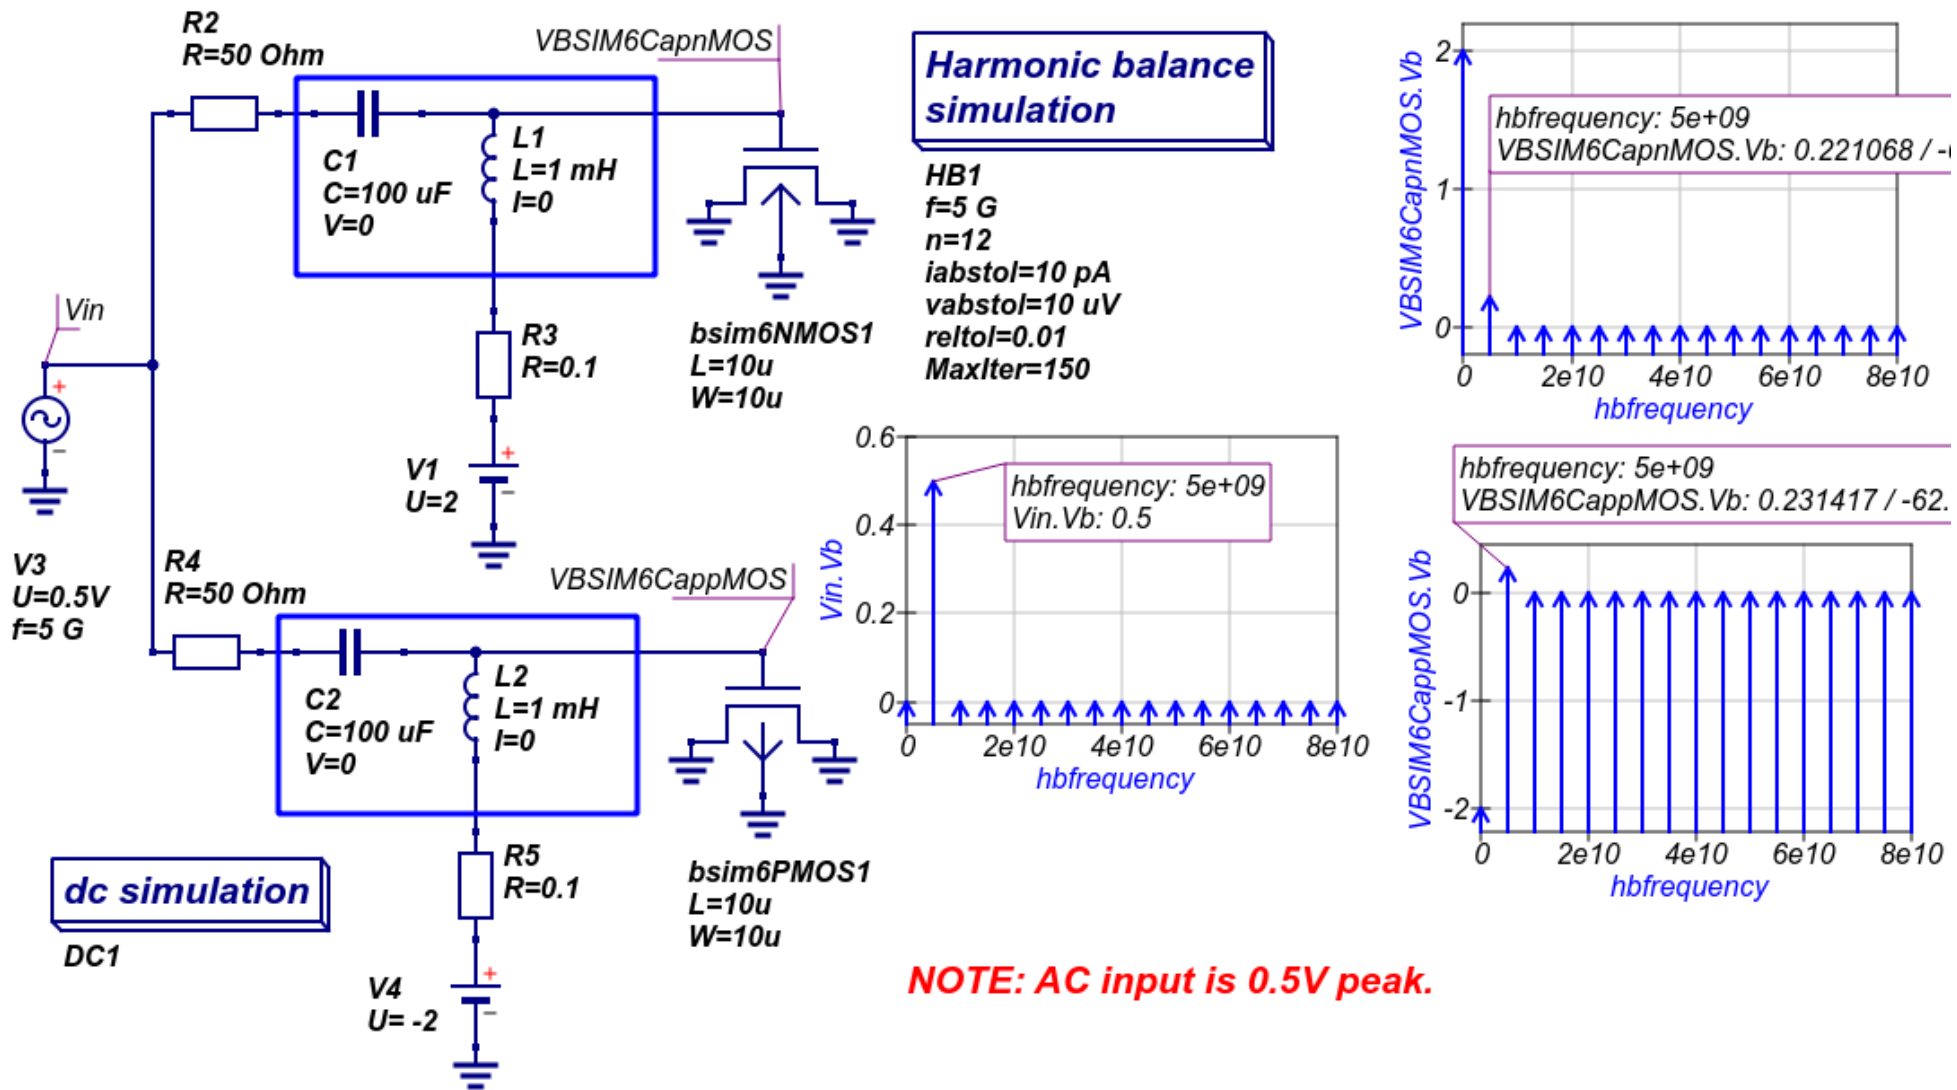 R2
R=50 Ohm
VBSIM6CapnMOS
C1
C=100 uF
V=0
L1
L=1 mH
I=0
bsim6NMOS1
L=10u
W=10u
R3
R=0.1
V1
U=2
Vin
V3
U=0.5V
f=5 G
R4
R=50 Ohm
VBSIM6CappMOS
C2
C=100 uF
V=0
L2
L=1 mH
I=0
bsim6PMOS1
L=10u
W=10u
R5
R=0.1
V4
U= -2
dc simulation
DC1
Harmonic balance
simulation
HB1
f=5 G
n=12
iabstol=10 pA
vabstol=10 uV
reltol=0.01
MaxIter=150
VBSIM6CapnMOS.Vb
2
1
0
hbfrequency: 5e+09
VBSIM6CapnMOS.Vb: 0.221068 / -
0 2e10 4e10 6e10 8e10
hbfrequency
Vin.Vb
0.6
0.4
0.2
0
hbfrequency: 5e+09
Vin.Vb: 0.5
0 2e10 4e10 6e10 8e10
hbfrequency
hbfrequency: 5e+09
VBSIM6CappMOS.Vb: 0.231417 / -62.
VBSIM6CappMOS.Vb
0
-1
-2
0 2e10 4e10 6e10 8e10
hbfrequency
NOTE: AC input is 0.5V peak.